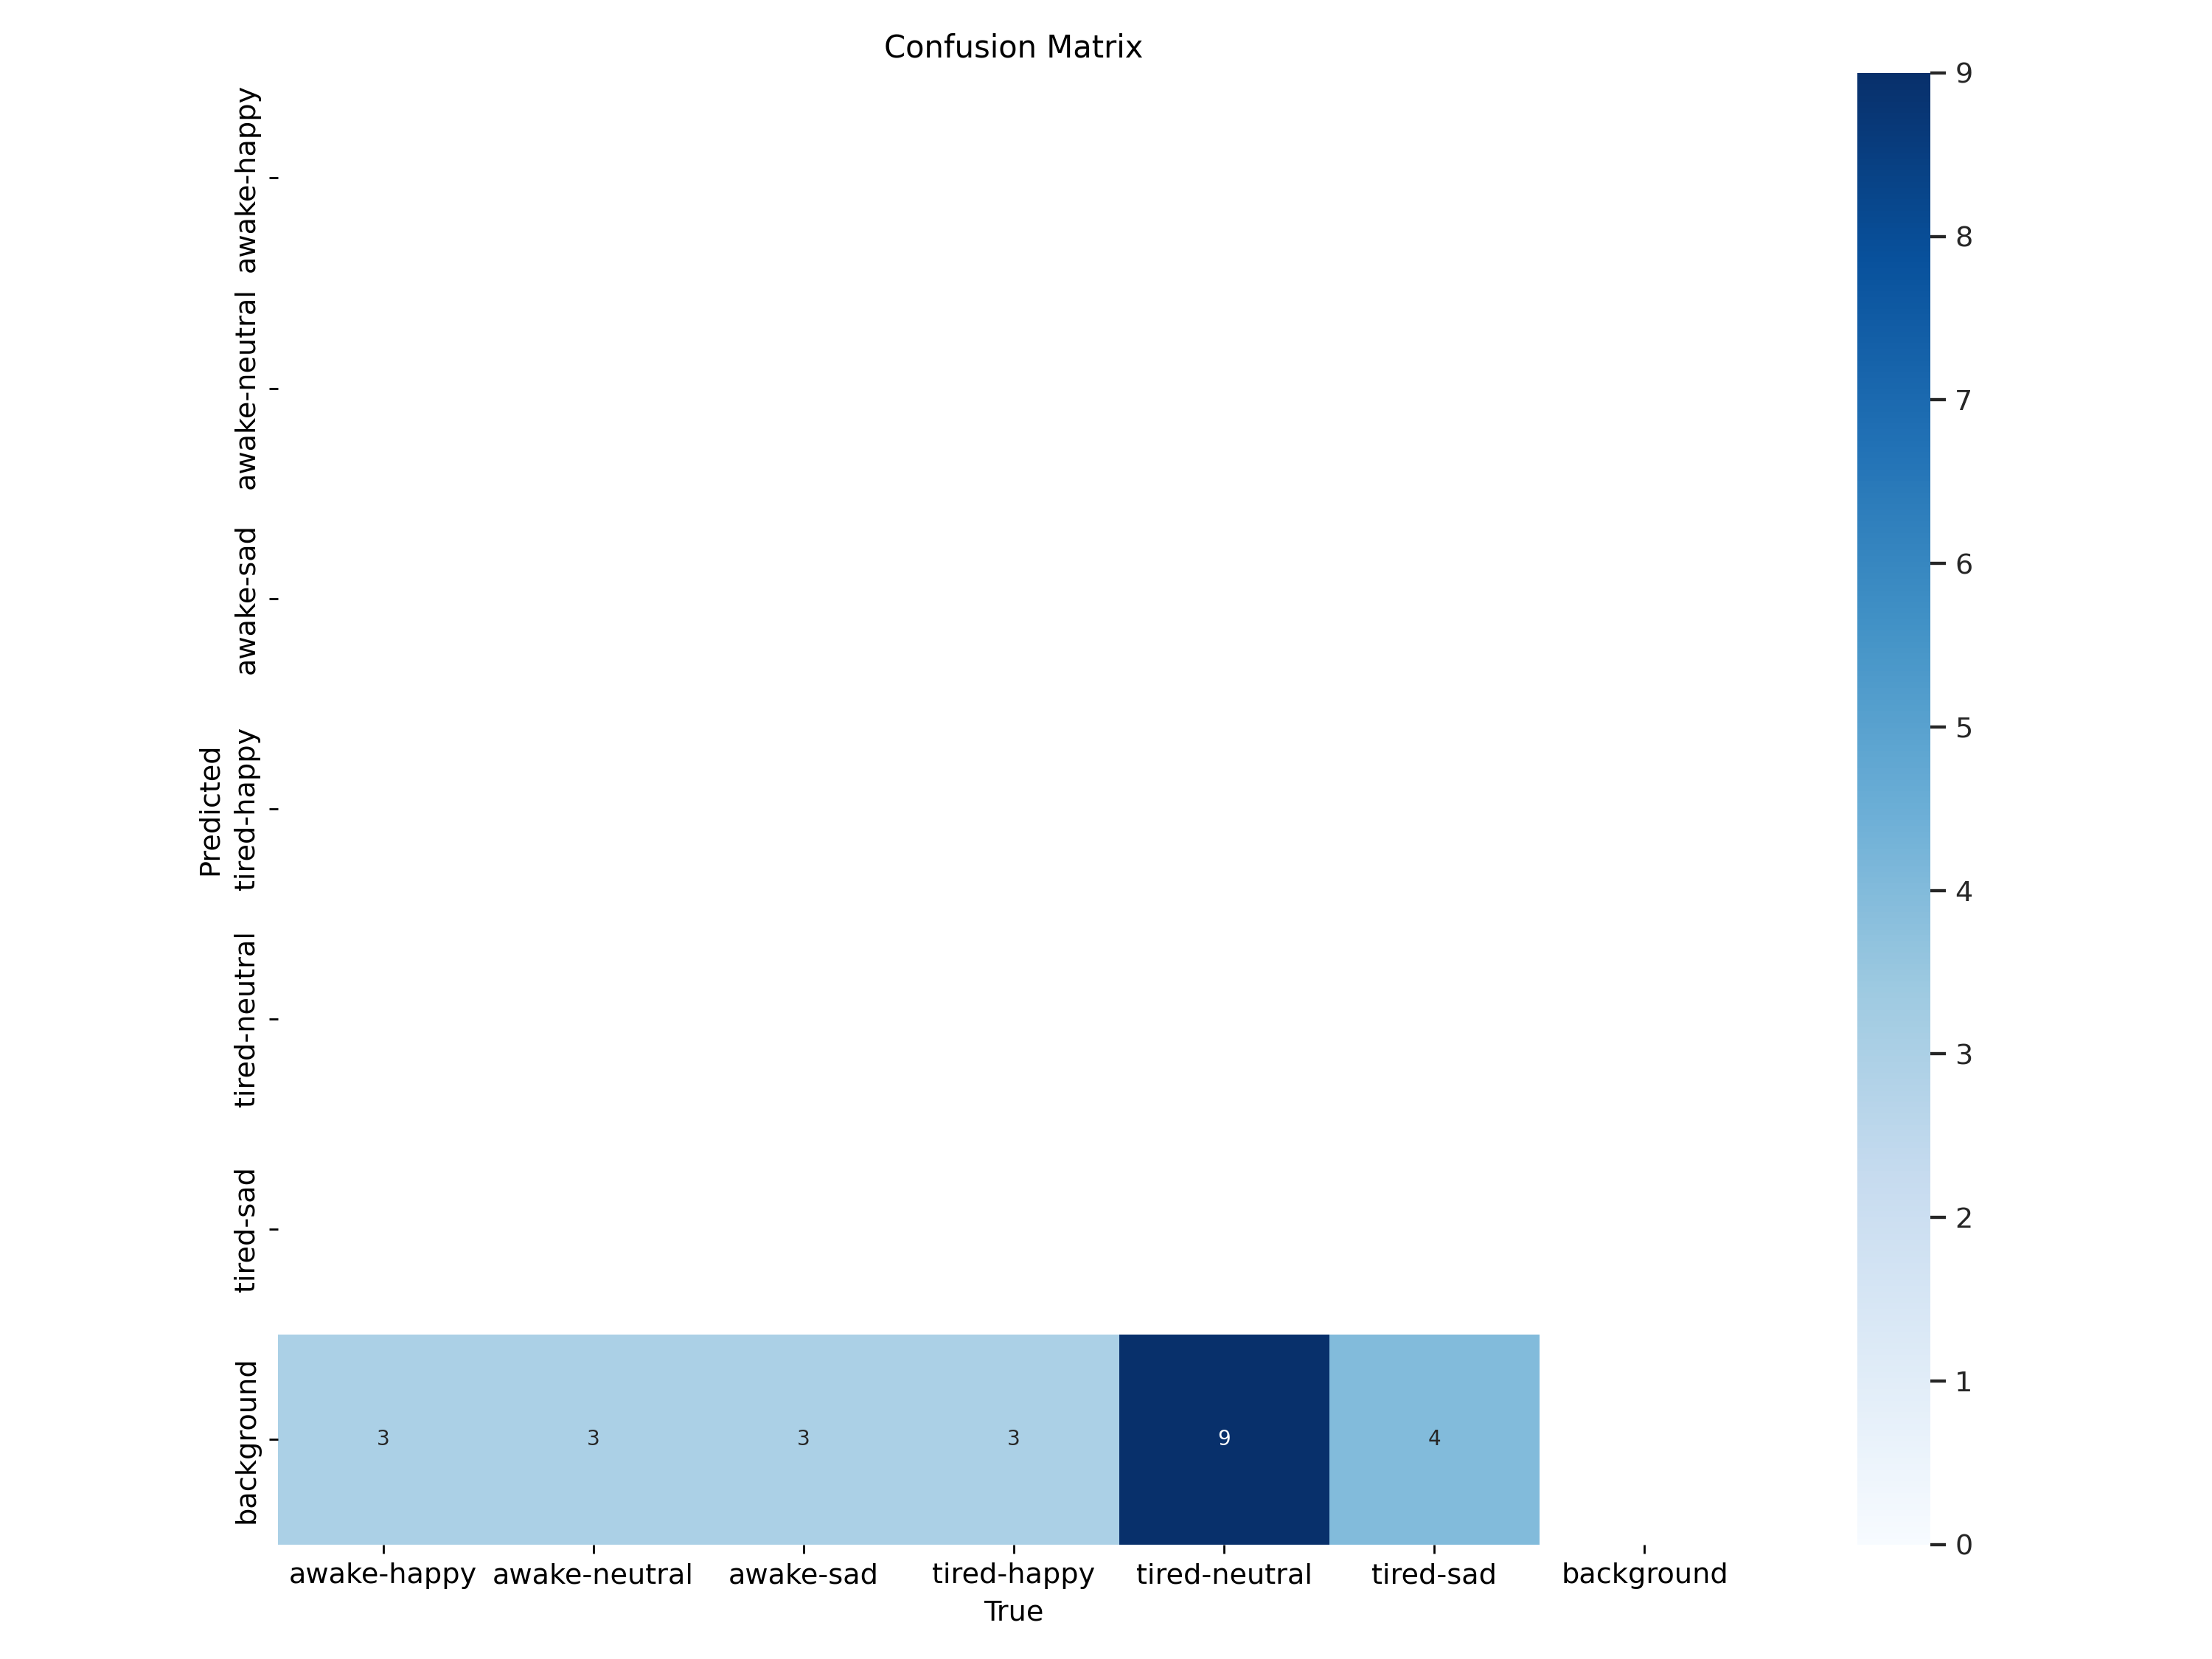 Confusion Matrix
awake-happy
awake-neutral
awake-sad
tired-happy
tired-neutral
tired-sad
background
Predicted
3 3 3 3 9 4
awake-happy awake-neutral awake-sad tired-happy tired-neutral tired-sad background
True
9
8
7
6
5
4
3
2
1
0